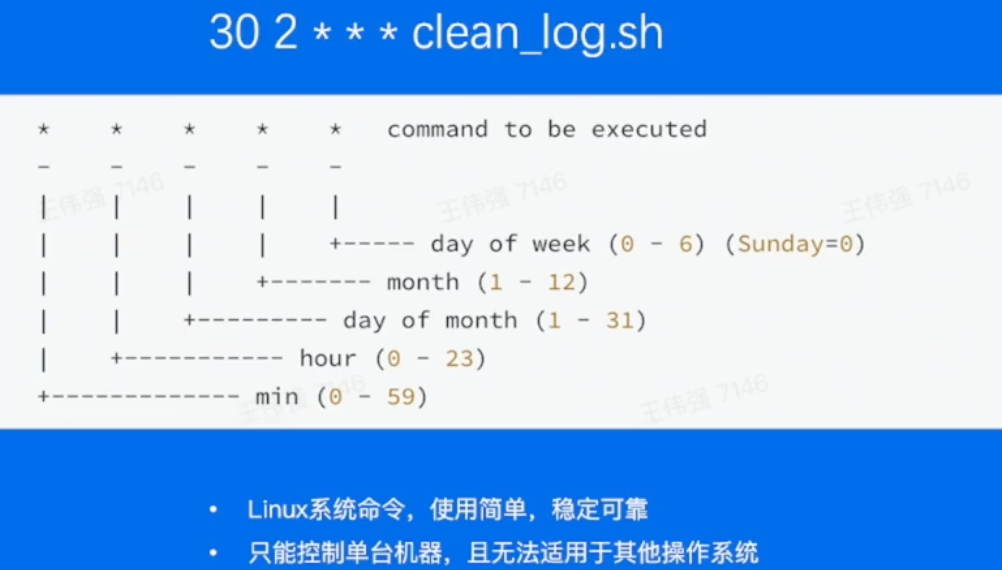 30 2 * * * clean_log.sh
* * * * * command to be executed
- - - - -
| | | | |
| | | | +----- day of week (0 - 6) (Sunday=0)
| | | +------- month (1 - 12)
| | +--------- day of month (1 - 31)
| +----------- hour (0 - 23)
+------------- min (0 - 59)
王伟强 7146
王伟强 7146
王伟强 7146
王伟强 7146
王伟强 7146
• Linux系统命令，使用简单，稳定可靠
• 只能控制单台机器，且无法适用于其他操作系统